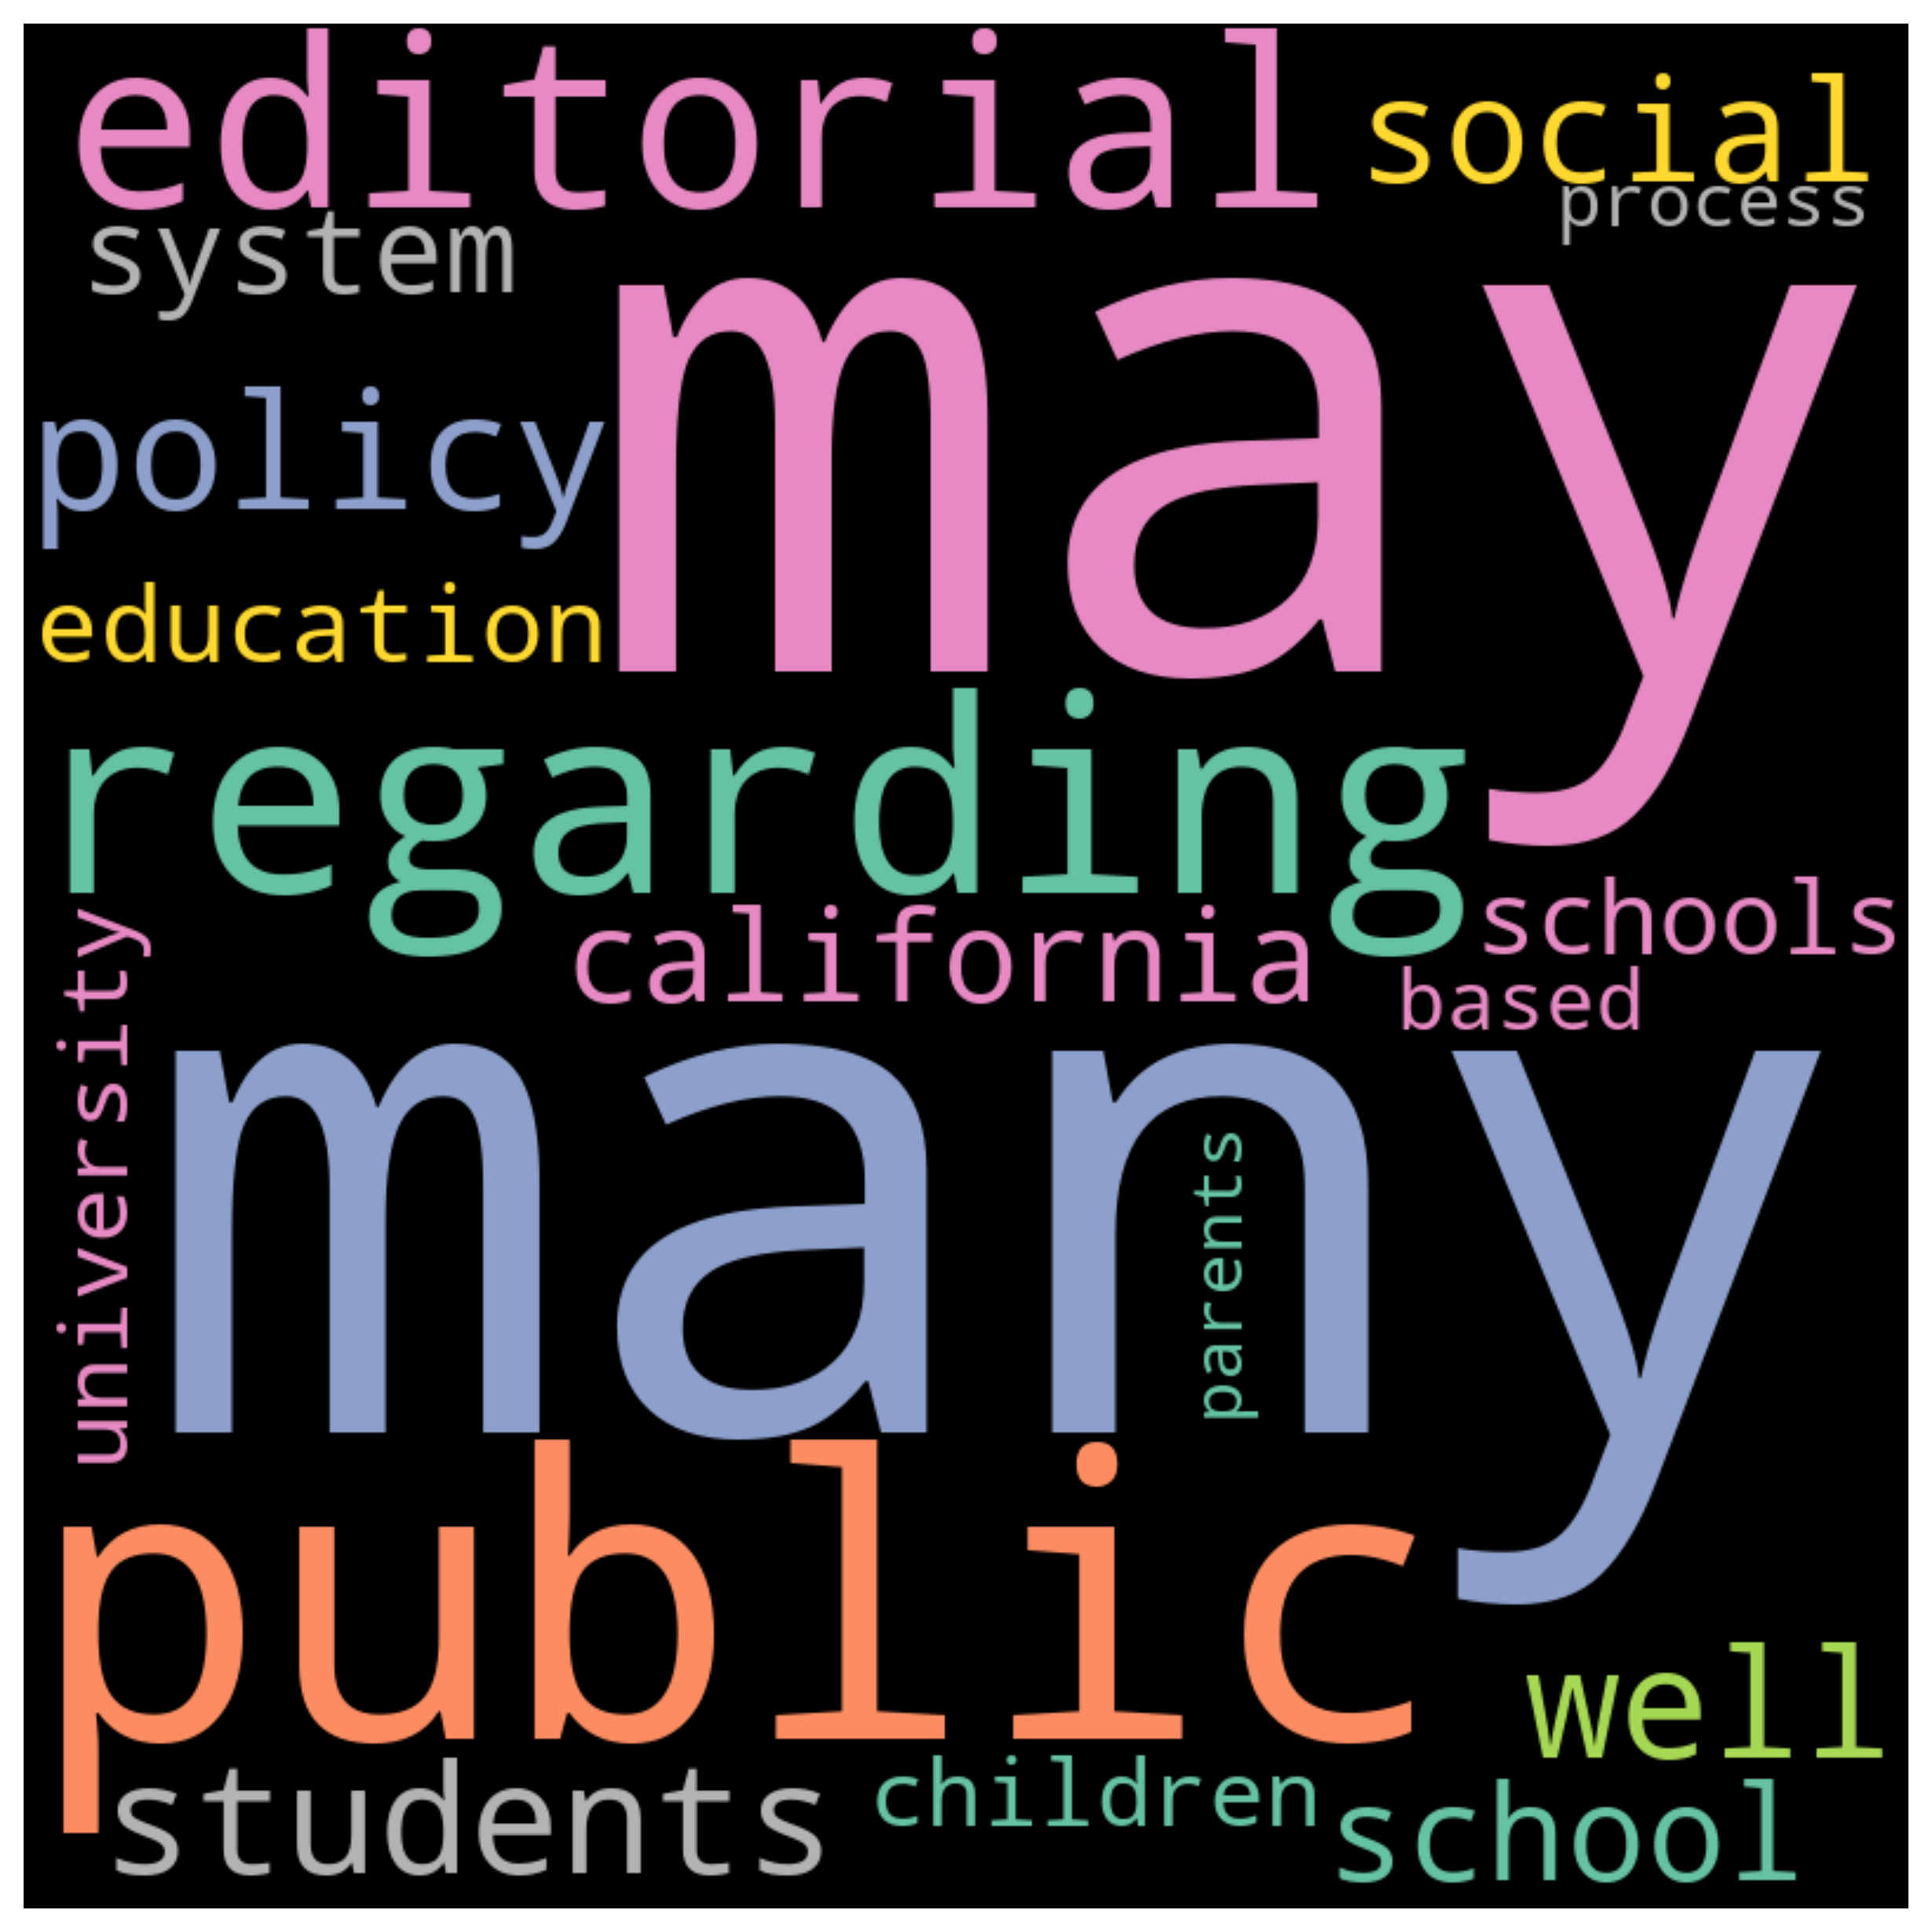 editorial
social
process
system
may
policy
education
regarding
schools
california
based
university
many
parents
public
well
students
children
school